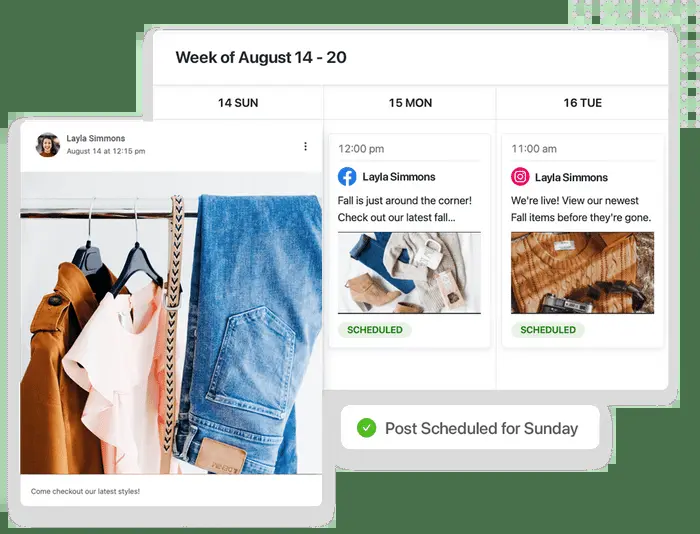 Week of August 14 - 20
14 SUN
15 MON
16 TUE
Layla Simmons
August 14 at 12:15 pm
Come checkout our latest styles!
12:00 pm
Layla Simmons
Fall is just around the corner!
Check out our latest fall...
SCHEDULED
11:00 am
Layla Simmons
We're live! View our newest
Fall items before they're gone.
SCHEDULED
Post Scheduled for Sunday